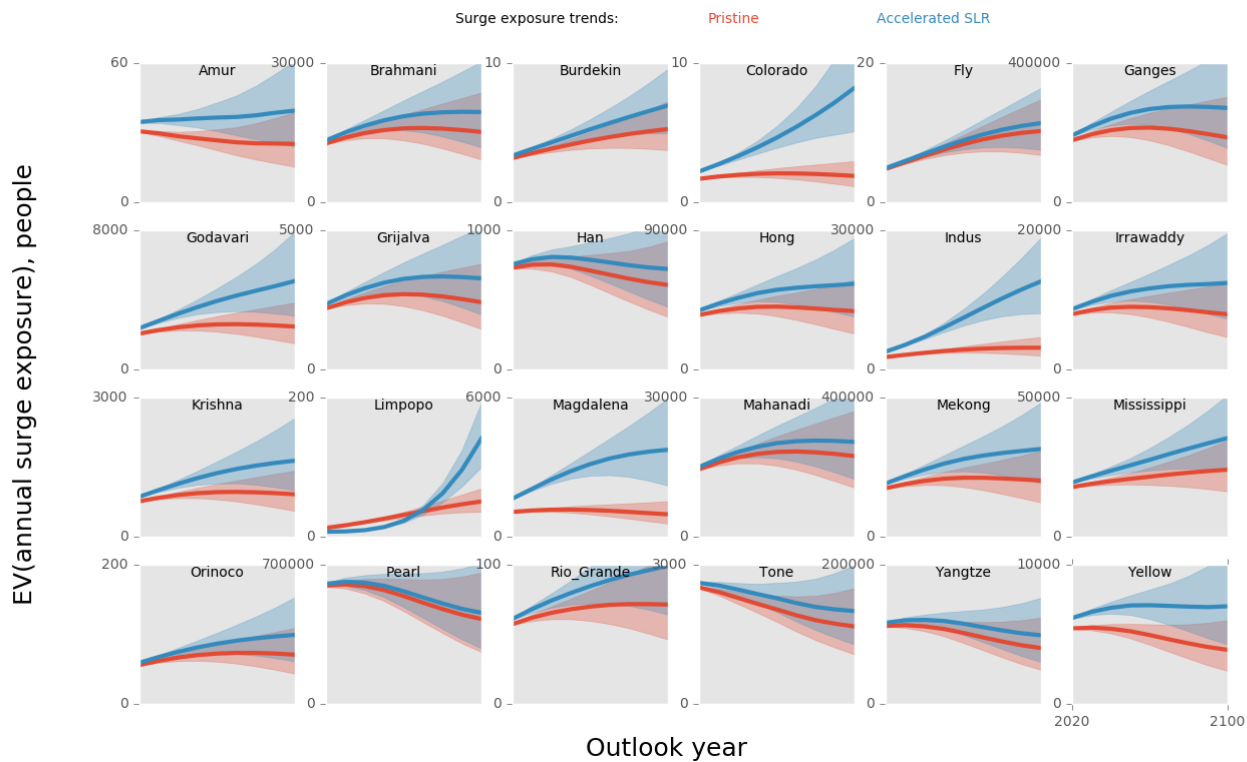 Surge exposure trends: Pristine Accelerated SLR
60 30000 10 10 20 400000
Amur Brahmani Burdekin Colorado Fly Ganges
0 0 0 0 0 0
8000 5000 1000 90000 30000 20000
Godavari Grijalva Han Hong Indus Irrawaddy
0 0 0 0 0 0
3000 200 6000 30000 400000 50000
Krishna Limpopo Magdalena Mahanadi Mekong Mississippi
0 0 0 0 0 0
200 700000 100 3000 200000 10000
Orinoco Pearl Rio_Grande Tone Yangtze Yellow
0 0 0 0 0 0
2020 2100
EV(annual surge exposure), people
Outlook year